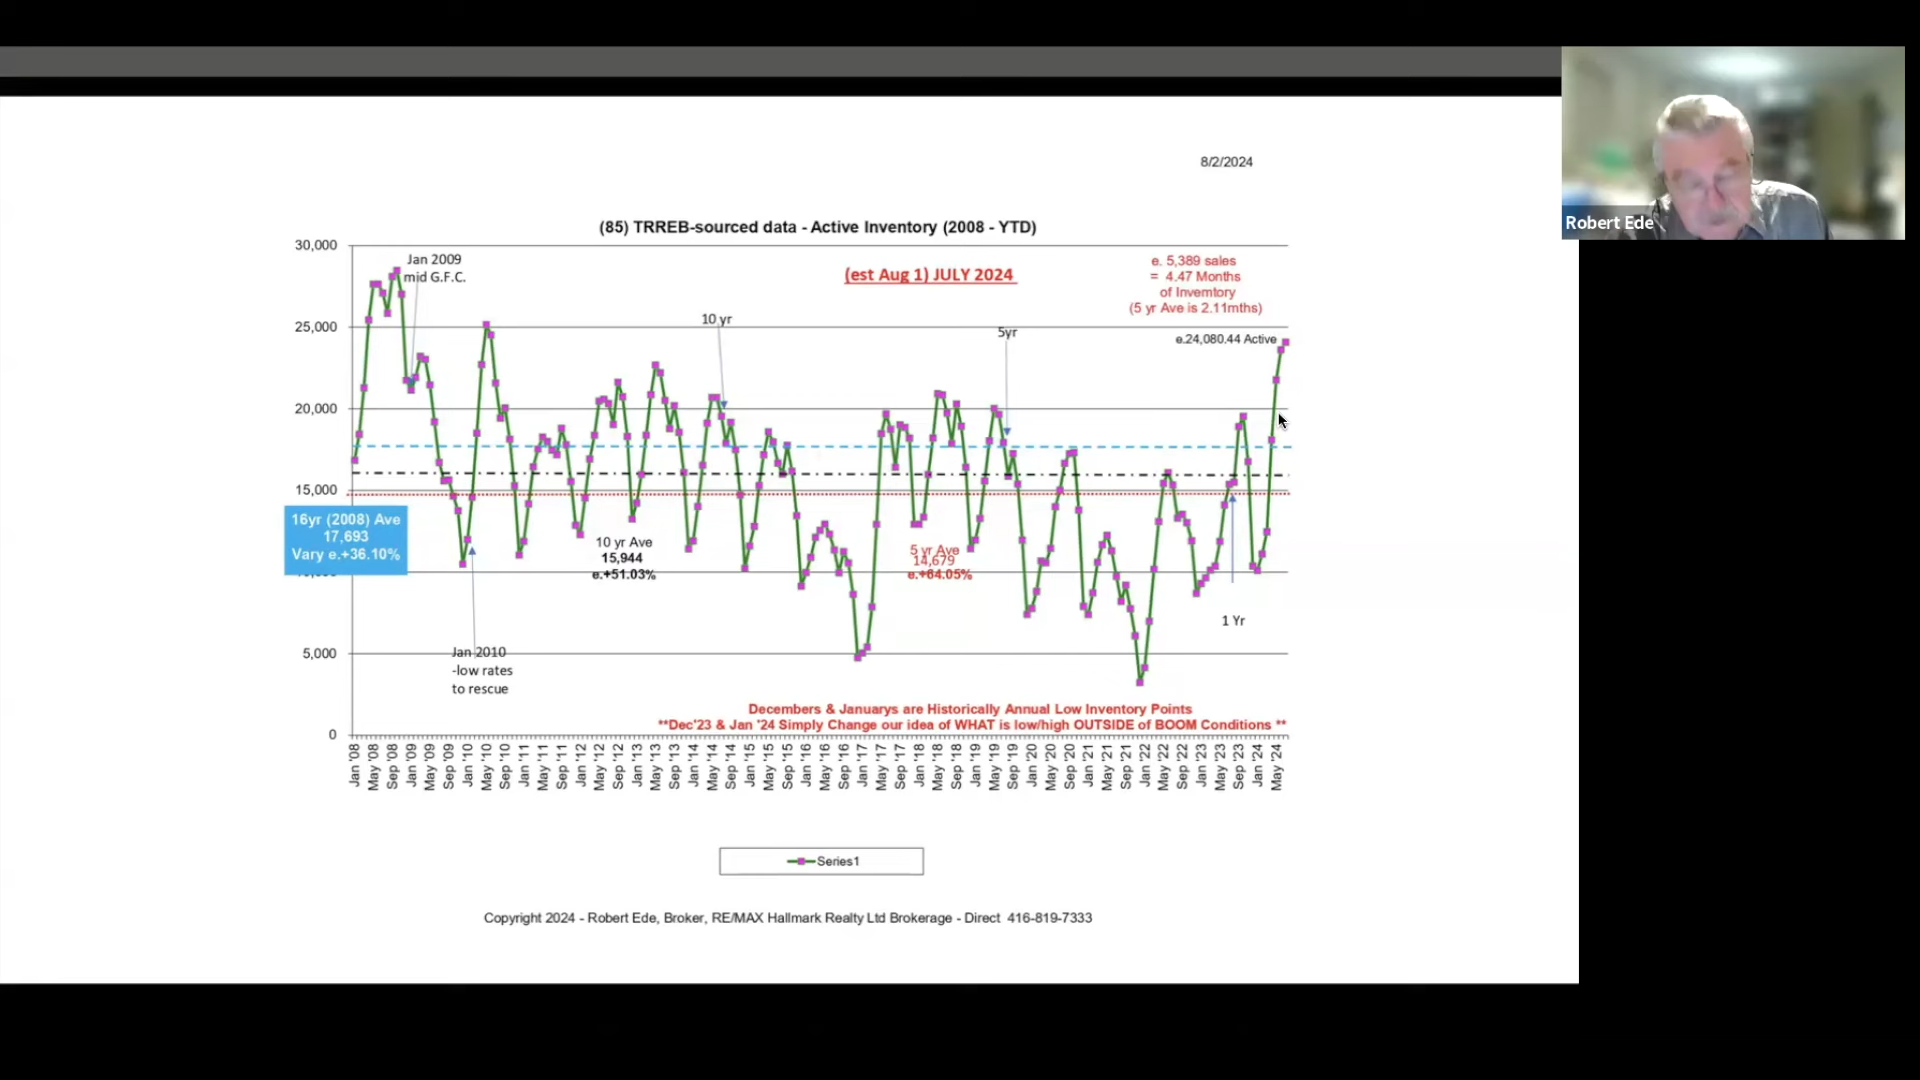 Robert Ede
8/2/2024
(85) TRREB-sourced data - Active Inventory (2008 - YTD)
30,000
25,000
20,000
15,000
5,000
0
Jan 2009
mid G.F.C.
(est Aug 1) JULY 2024
e. 5,389 sales
= 4.47 Months
of Invemtory
(5 yr Ave is 2.11mths)
10 yr
5yr
e.24,080.44 Active
16yr (2008) Ave
17,693
Vary e.+36.10%
10 yr Ave
15,944
e.+51.03%
5 yr Ave
14,679
e.+64.05%
1 Yr
Jan 2010
-low rates
to rescue
Decembers & Januarys are Historically Annual Low Inventory Points
**Dec'23 & Jan '24 Simply Change our idea of WHAT is low/high OUTSIDE of BOOM Conditions **
Jan '08
May '08
Sep '08
Jan '09
May '09
Sep '09
Jan '10
May '10
Sep '10
Jan '11
May '11
Sep '11
Jan '12
May '12
Sep '12
Jan '13
May '13
Sep '13
Jan '14
May '14
Sep '14
Jan '15
May '15
Sep '15
Jan '16
May '16
Sep '16
Jan '17
May '17
Sep '17
Jan '18
May '18
Sep '18
Jan '19
May '19
Sep '19
Jan '20
May '20
Sep '20
Jan '21
May '21
Sep '21
Jan '22
May '22
Sep '22
Jan '23
May '23
Sep '23
Jan '24
May '24
Series1
Copyright 2024 - Robert Ede, Broker, RE/MAX Hallmark Realty Ltd Brokerage - Direct 416-819-7333